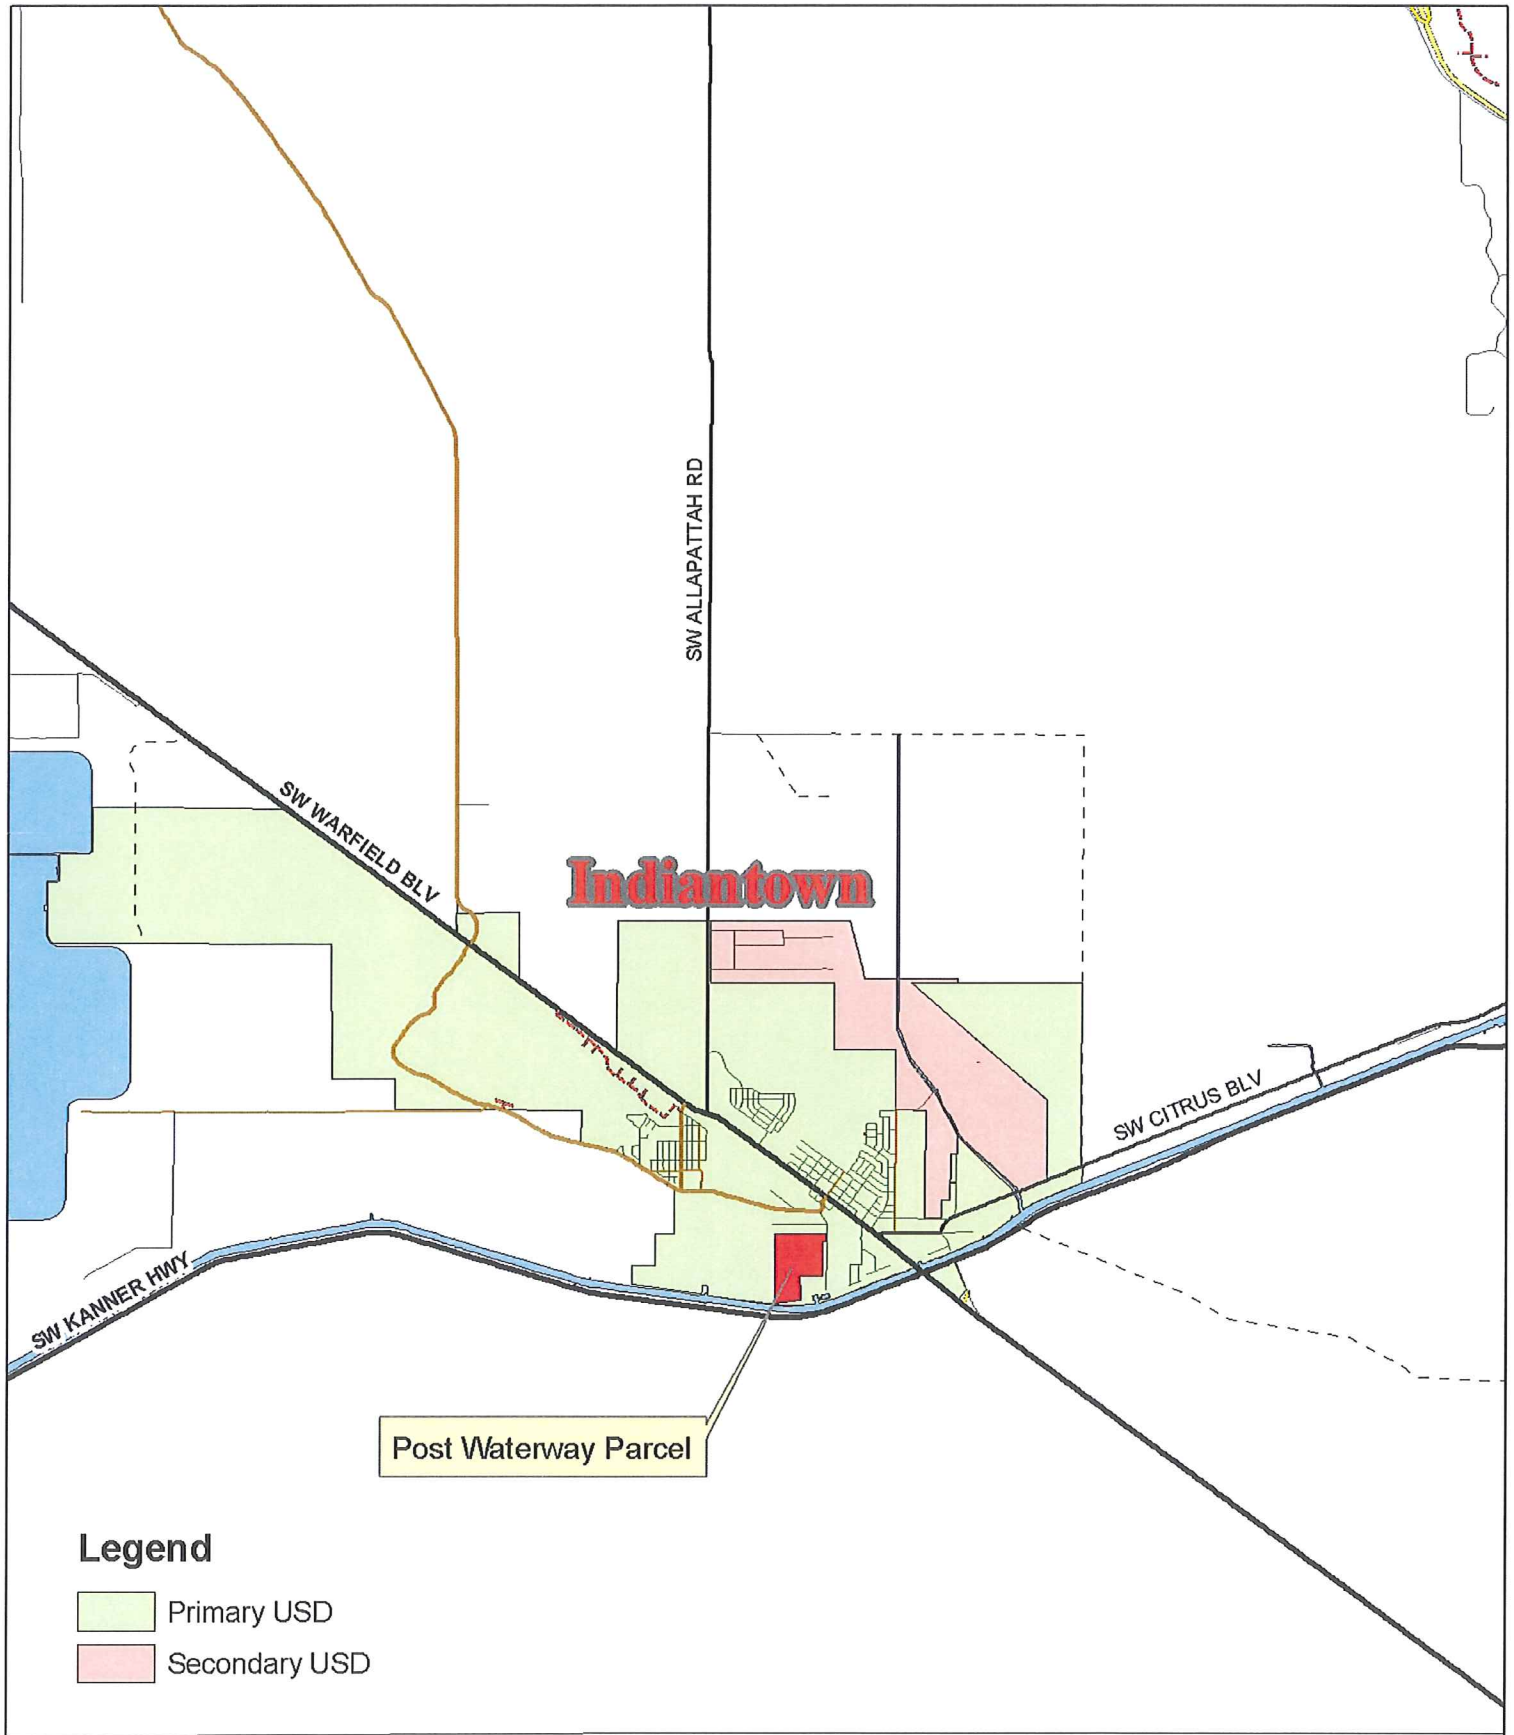 SW ALLAPATTAH RD
SW WARFIELD BLV
Indiantown
SW CITRUS BLV
SW KANNER HWY
Post Waterway Parcel
Legend
Primary USD
Secondary USD